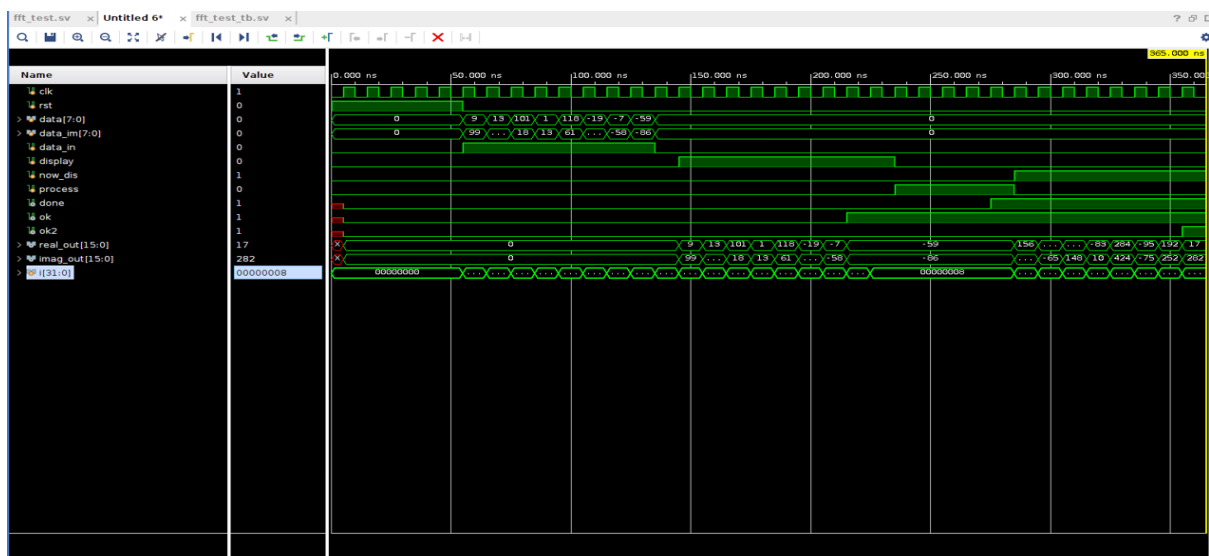 fft_test.sv x Untitled 6* x fft_test_tb.sv x
?
365.000 ns
Name Value 0.000 ns 50.000 ns 100.000 ns 150.000 ns 200.000 ns 250.000 ns 300.000 ns 350.00
clk 1
rst 0
data[7:0] 0 0 9 13 101 1 118 -19 -7 -59 0
data_im[7:0] 0 0 99 ... 18 13 61 ... -58 -86 0
data_in 0
display 0
now_dis 1
process 0
done 1
ok 1
ok2 1
real_out[15:0] 17 X 0 9 13 101 1 118 -19 -7 -59 156 ... ... -83 284 -95 192 17
imag_out[15:0] 282 X 0 99 ... 18 13 61 ... -58 -86 ... -65 148 10 424 -75 252 282
i[31:0] 00000008 00000000 ... ... ... ... ... ... ... ... ... ... ... ... ... ... ... ... ... 00000008 ... ... ... ... ... ... ... ...